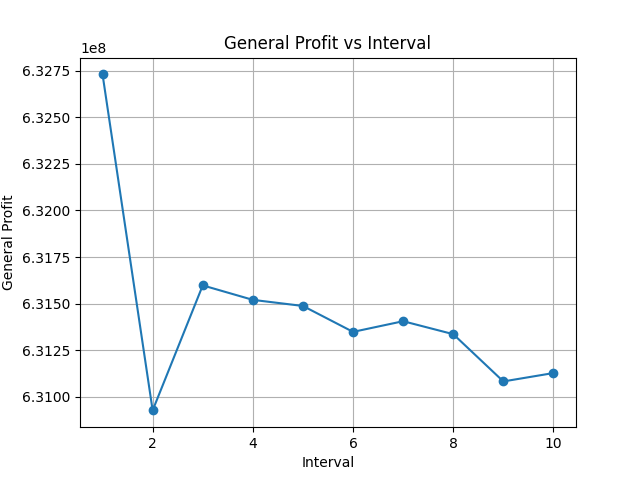 General Profit vs Interval
1e8
6.3275
6.3250
6.3225
6.3200
6.3175
6.3150
6.3125
6.3100
General Profit
2 4 6 8 10
Interval